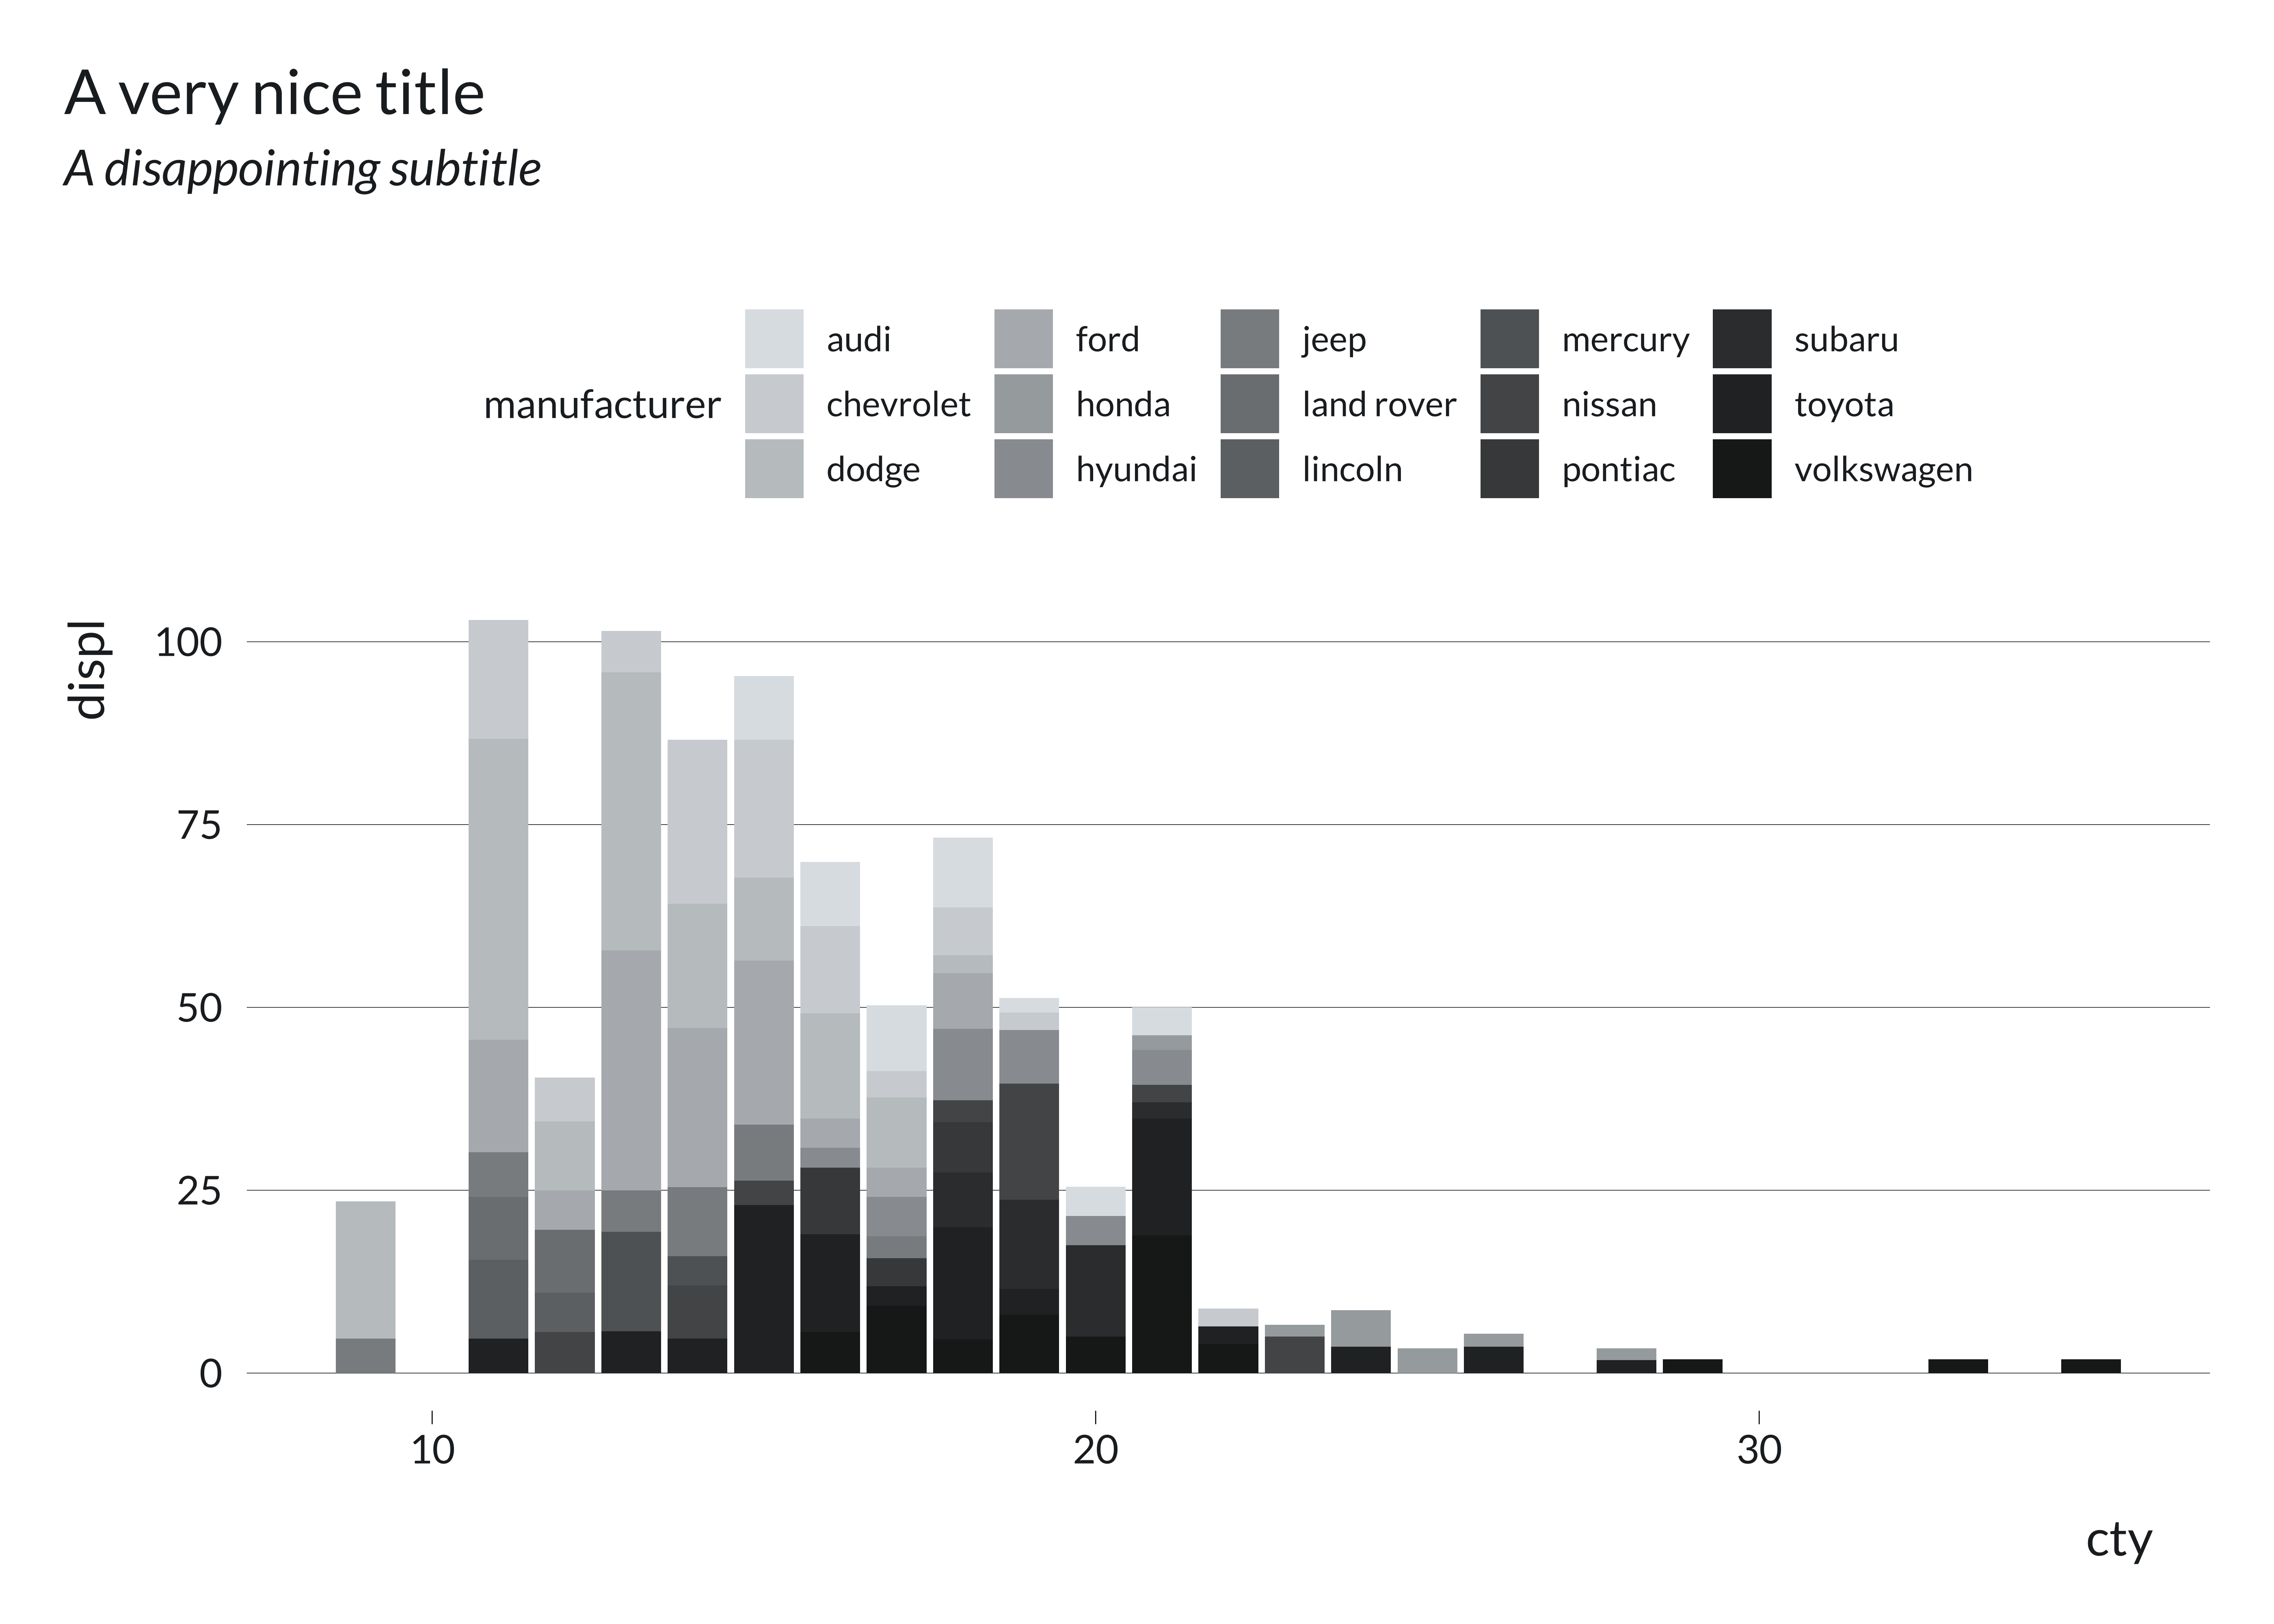 A very nice title
A disappointing subtitle
manufacturer
audi
chevrolet
dodge
ford
honda
hyundai
jeep
land rover
lincoln
mercury
nissan
pontiac
subaru
toyota
volkswagen
displ
100
75
50
25
0
10
20
30
cty